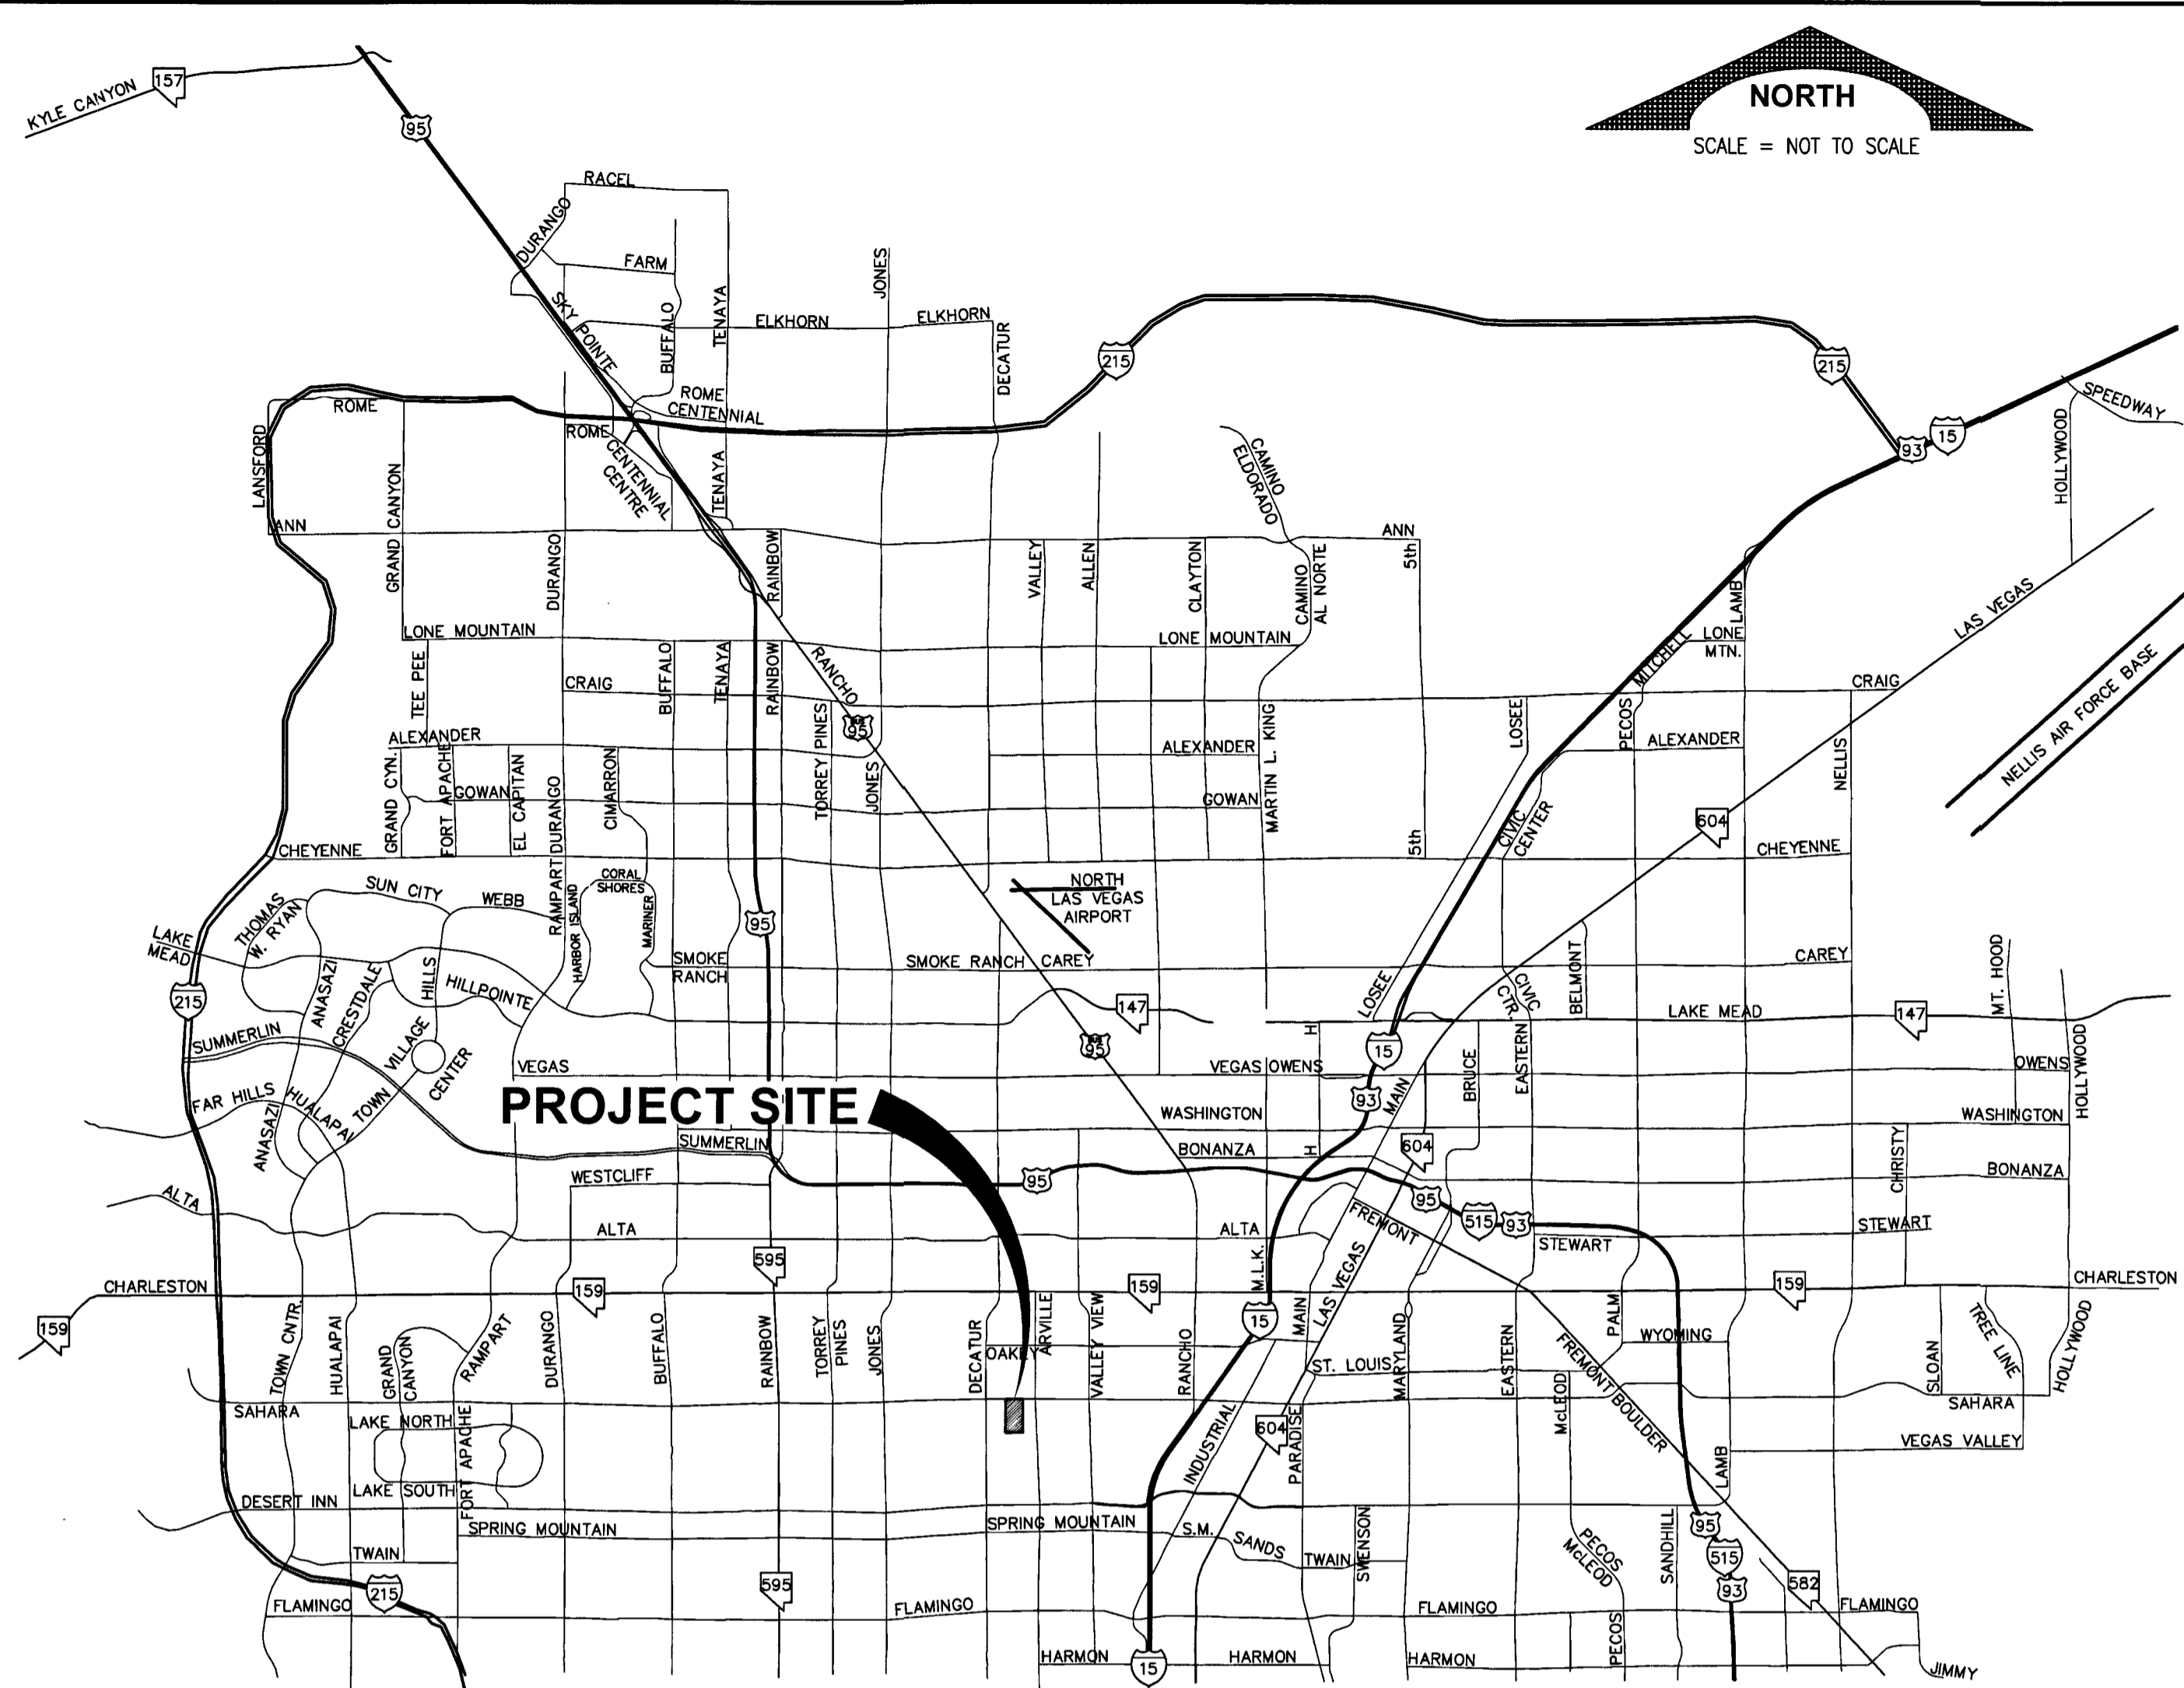 NORTH
SCALE = NOT TO SCALE
KYLE CANYON
157
95
RACEL
DURANGO
FARM
SKY POINTE
BUFFALO
TENAYA
JONES
ELKHORN
ELKHORN
DECATUR
215
215
ROME
ROME
CENTENNIAL
ROME
CENTENNIAL
CENTRE
LANSFORD
GRAND CANYON
TENAYA
93
15
HOLLYWOOD
SPEEDWAY
CAMINO
ELDORADO
ANN
ANN
DURANGO
RAINBOW
VALLEY
ALLEN
CLAYTON
CAMINO
AL NORTE
5th
LAMB
LAS VEGAS
LONE MOUNTAIN
LONE MOUNTAIN
MITCHELL
LONE
MTN.
NELLIS AIR FORCE BASE
TEE PEE
CRAIG
BUFFALO
TENAYA
RAINBOW
RANCHO
95
CRAIG
ALEXANDER
TORREY PINES
ALEXANDER
MARTIN L. KING
LOSEE
PECOS
ALEXANDER
NELLIS
GRAND CYN.
FORT APACHE
GOWAN
EL CAPITAN
DURANGO
CIMARRON
JONES
GOWAN
CIVIC
CENTER
604
CHEYENNE
5th
CHEYENNE
SUN CITY
WEBB
RAMPART
HARBOR ISLAND
CORAL
SHORES
MARINER
95
NORTH
LAS VEGAS
AIRPORT
THOMAS
W. RYAN
LAKE
MEAD
SMOKE
RANCH
SMOKE RANCH
CAREY
CAREY
215
ANASAZI
CRESTDALE
HILLS
HILLPOINTE
147
LOSEE
CIVIC
CTR.
BELMONT
LAKE MEAD
147
MT. HOOD
SUMMERLIN
VILLAGE
CENTER
95
H
15
BRUCE
EASTERN
HOLLYWOOD
VEGAS
VEGAS
OWENS
OWENS
FAR HILLS
HUALAPAI
TOWN
ANASAZI
PROJECT SITE
93
MAIN
WASHINGTON
WASHINGTON
SUMMERLIN
BONANZA
H
604
CHRISTY
BONANZA
WESTCLIFF
95
95
515
93
ALTA
ALTA
ALTA
FREMONT
STEWART
STEWART
595
M.L.K.
LAS VEGAS
CHARLESTON
159
159
159
CHARLESTON
159
TOWN CNTR.
HUALAPAI
GRAND
CANYON
RAMPART
DURANGO
BUFFALO
RAINBOW
TORREY
PINES
JONES
DECATUR
OAKEY
ARVILLE
VALLEY VIEW
RANCHO
15
MAIN
MARYLAND
EASTERN
PALM
WYOMING
SLOAN
TREE LINE
HOLLYWOOD
ST. LOUIS
McLEOD
FREMONT
BOULDER
SAHARA
SAHARA
LAKE NORTH
FORT APACHE
INDUSTRIAL
604
PARADISE
VEGAS VALLEY
LAMB
LAKE SOUTH
DESERT INN
SPRING MOUNTAIN
SPRING MOUNTAIN
S.M.
SANDS
TWAIN
SWENSON
PECOS
McLEOD
SANDHILL
95
515
93
582
TWAIN
215
595
FLAMINGO
FLAMINGO
FLAMINGO
FLAMINGO
HARMON
15
HARMON
HARMON
PECOS
JIMMY